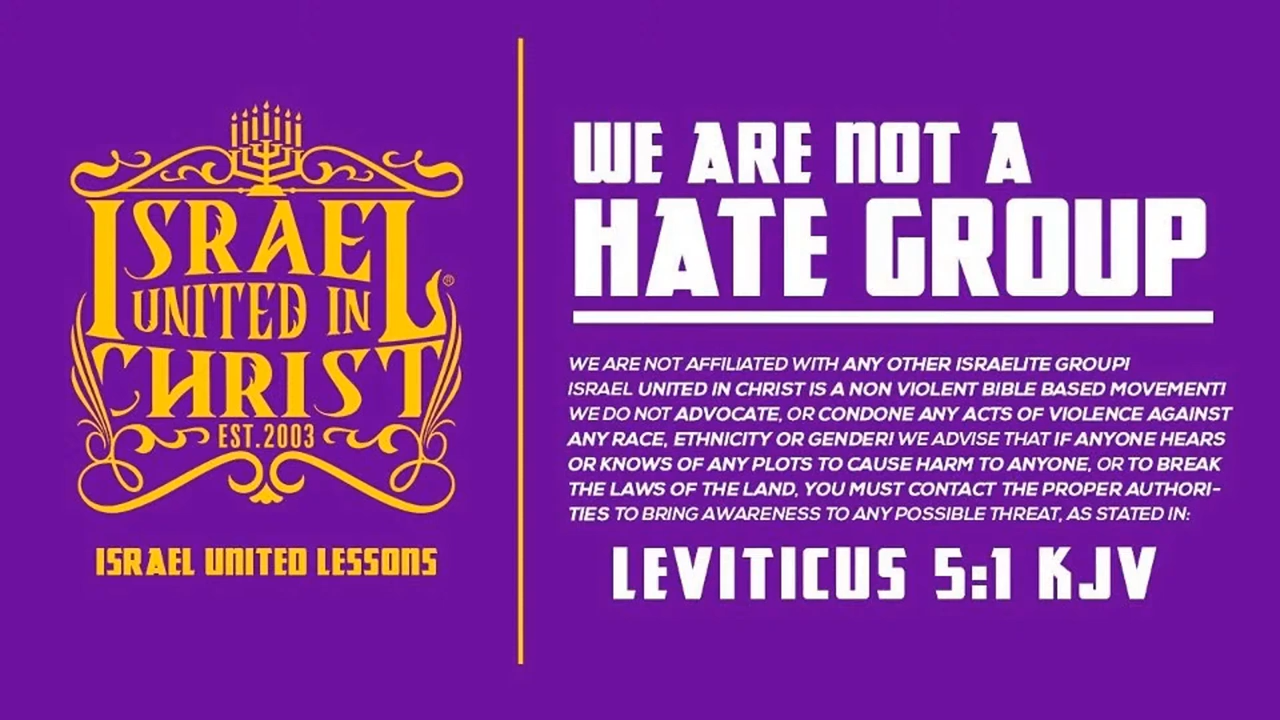 ISRAEL
UNITED IN
CHRIST
EST.2003
®
ISRAEL UNITED LESSONS
WE ARE NOT A
HATE GROUP
WE ARE NOT AFFILIATED WITH ANY OTHER ISRAELITE GROUP!
ISRAEL UNITED IN CHRIST IS A NON VIOLENT BIBLE BASED MOVEMENT!
WE DO NOT ADVOCATE, OR CONDONE ANY ACTS OF VIOLENCE AGAINST
ANY RACE, ETHNICITY OR GENDER! WE ADVISE THAT IF ANYONE HEARS
OR KNOWS OF ANY PLOTS TO CAUSE HARM TO ANYONE, OR TO BREAK
THE LAWS OF THE LAND, YOU MUST CONTACT THE PROPER AUTHORI-
TIES TO BRING AWARENESS TO ANY POSSIBLE THREAT, AS STATED IN:
LEVITICUS 5:1 KJV